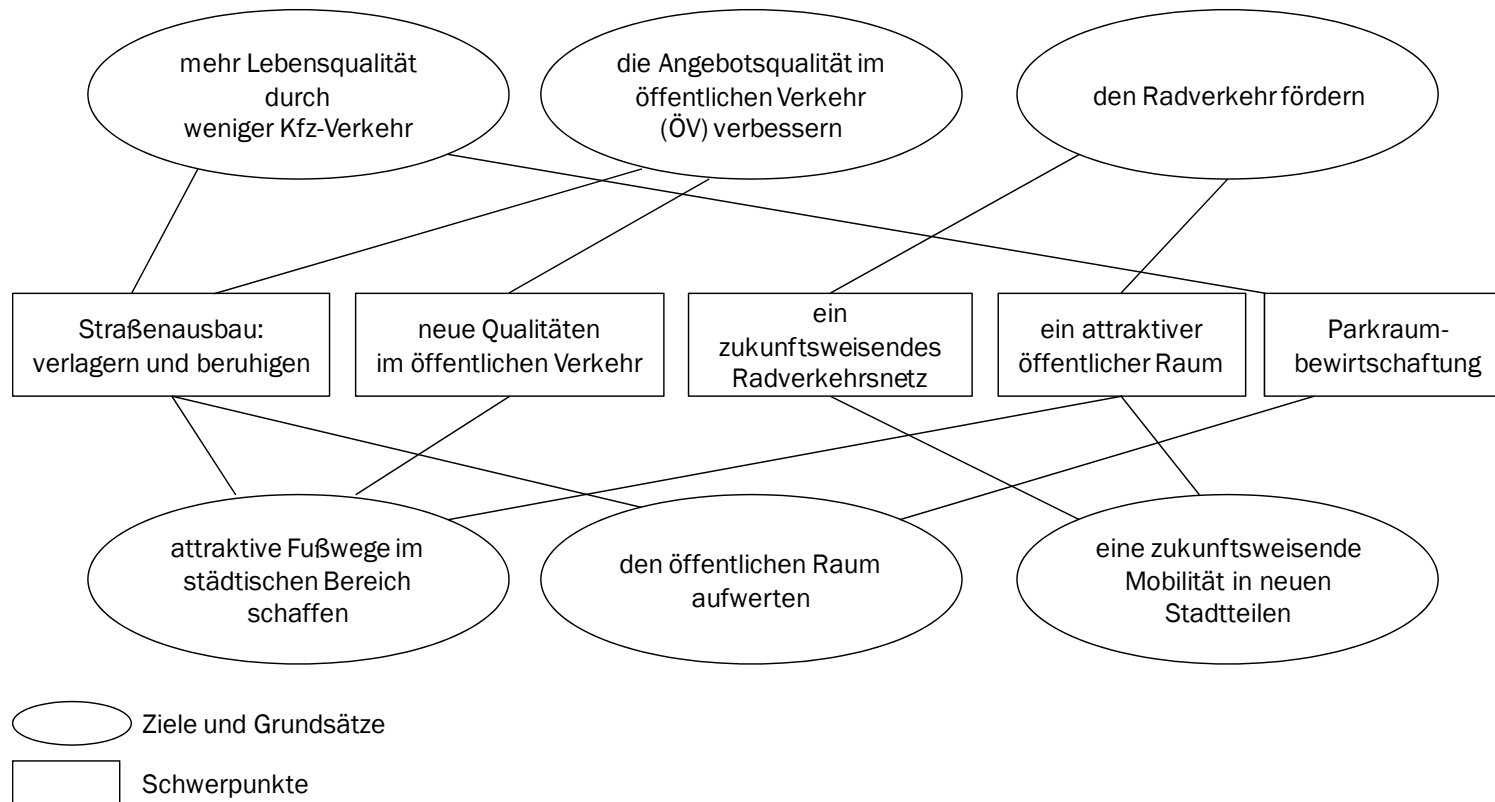 mehr Lebensqualität
durch
weniger Kfz-Verkehr
die Angebotsqualität im
öffentlichen Verkehr
(ÖV) verbessern
den Radverkehr fördern
Straßenausbau:
verlagern und beruhigen
neue Qualitäten
im öffentlichen Verkehr
ein
zukunftsweisendes
Radverkehrsnetz
ein attraktiver
öffentlicher Raum
Parkraum-
bewirtschaftung
attraktive Fußwege im
städtischen Bereich
schaffen
den öffentlichen Raum
aufwerten
eine zukunftsweisende
Mobilität in neuen
Stadtteilen
Ziele und Grundsätze
Schwerpunkte